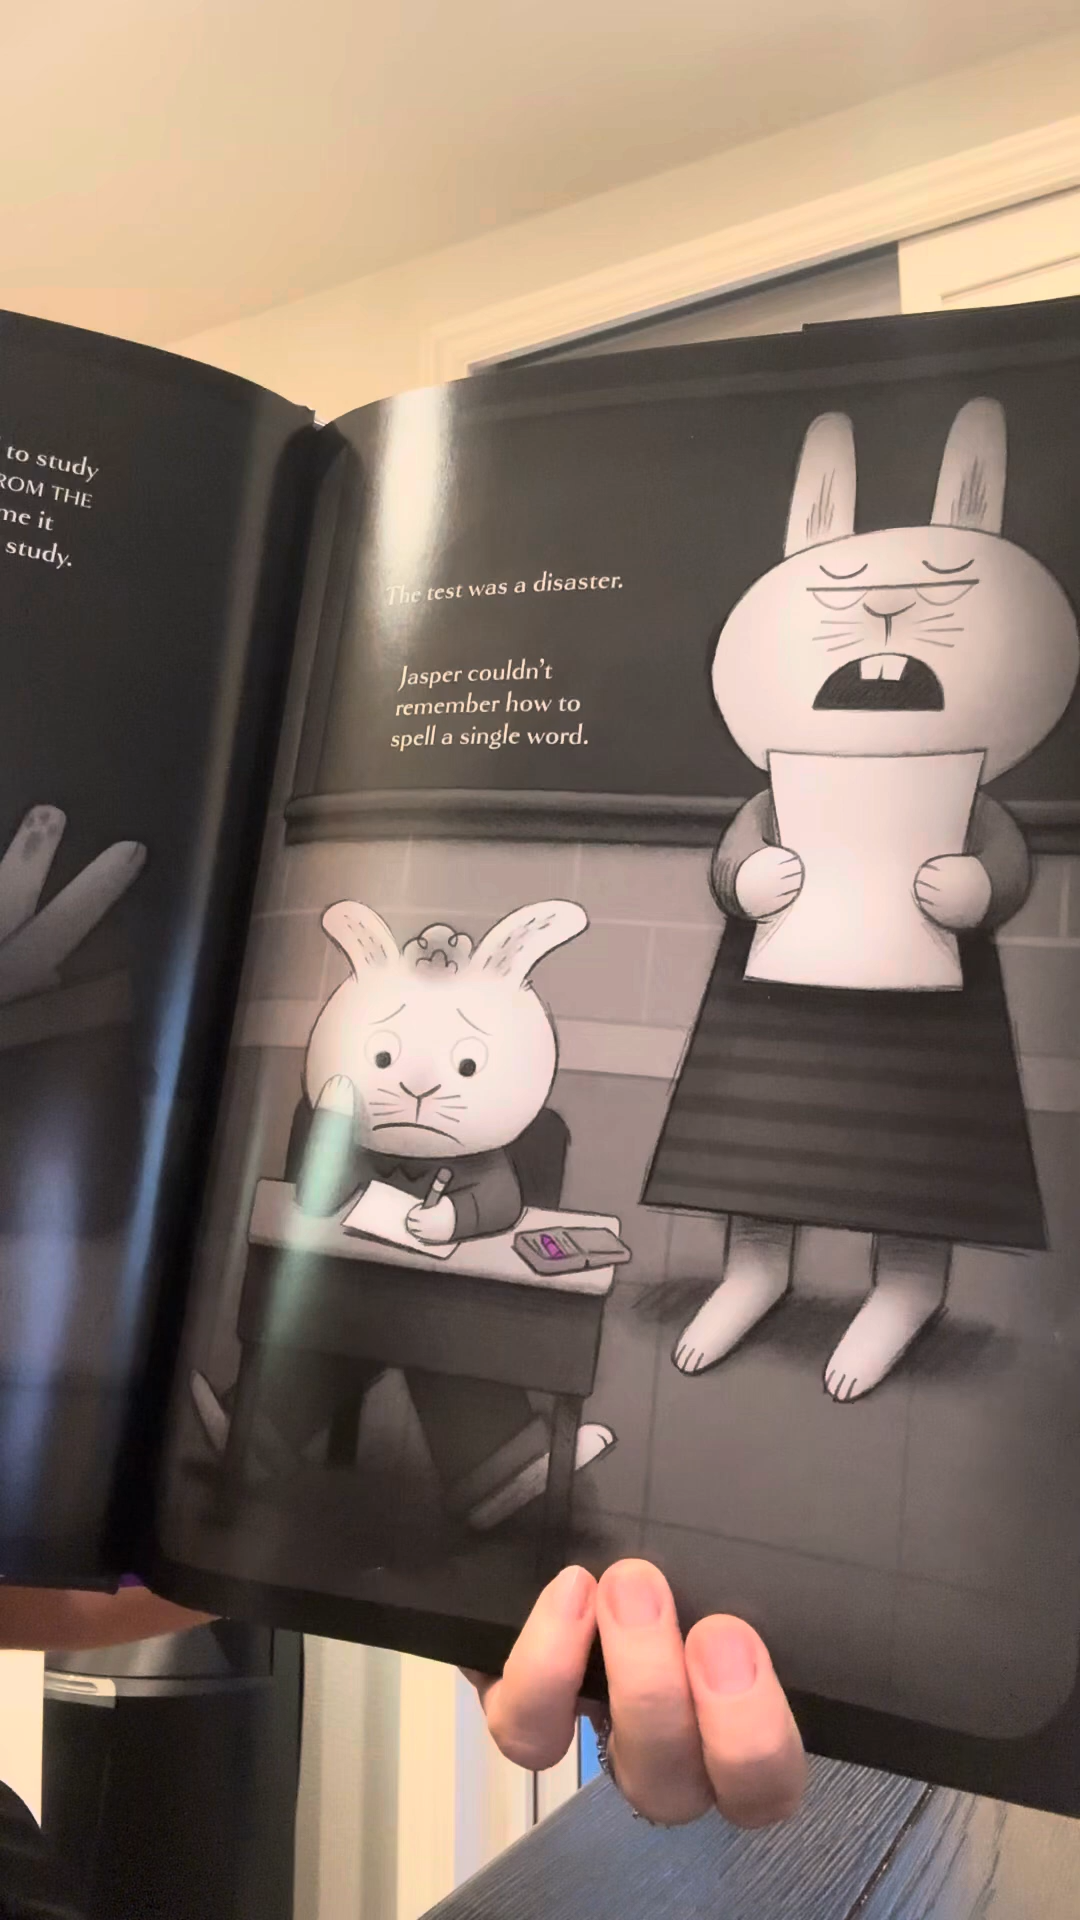 to study
ROM THE
me it
study.
The test was a disaster.
Jasper couldn't
remember how to
spell a single word.